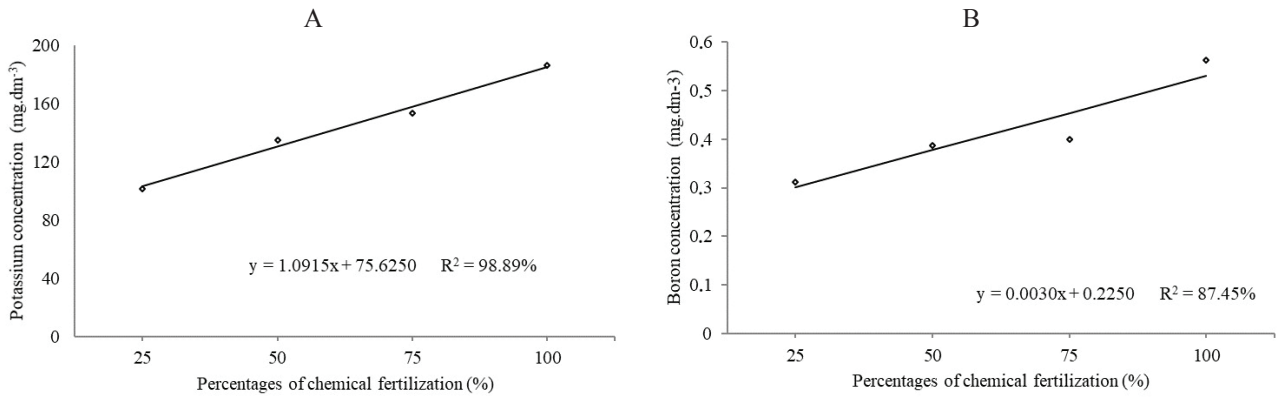 A
200
160
120
80
40
0
Potassium concentration (mg.dm⁻³)
y = 1.0915x + 75.6250 R² = 98.89%
25 50 75 100
Percentages of chemical fertilization (%)
B
0.6
0.5
0.4
0.3
0.2
0.1
0
Boron concentration (mg.dm-3)
y = 0.0030x + 0.2250 R² = 87.45%
25 50 75 100
Percentages of chemical fertilization (%)